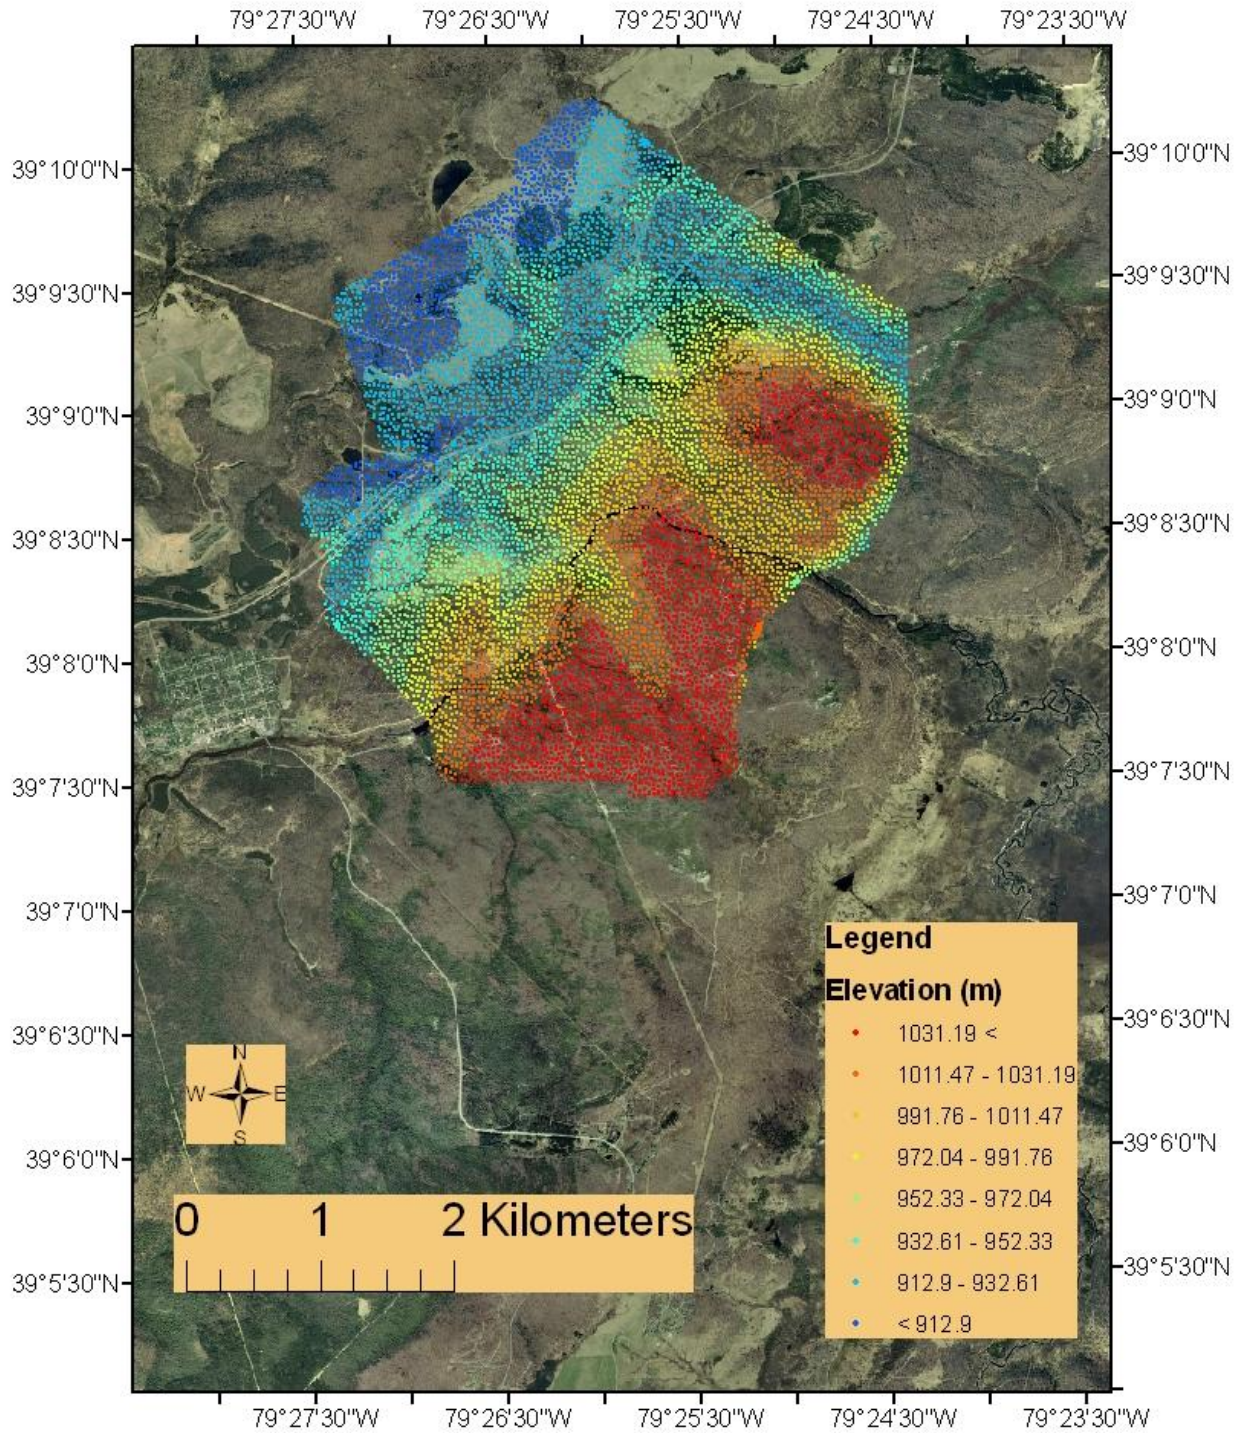 79°27'30"W 79°26'30"W 79°25'30"W 79°24'30"W 79°23'30"W
39°10'0"N 39°10'0"N
39°9'30"N 39°9'30"N
39°9'0"N 39°9'0"N
39°8'30"N 39°8'30"N
39°8'0"N 39°8'0"N
39°7'30"N 39°7'30"N
39°7'0"N 39°7'0"N
Legend
Elevation (m)
1031.19 <
1011.47 - 1031.19
991.76 - 1011.47
972.04 - 991.76
952.33 - 972.04
932.61 - 952.33
912.9 - 932.61
< 912.9
39°6'30"N 39°6'30"N
N
W E
S
39°6'0"N 39°6'0"N
0 1 2 Kilometers
39°5'30"N 39°5'30"N
79°27'30"W 79°26'30"W 79°25'30"W 79°24'30"W 79°23'30"W